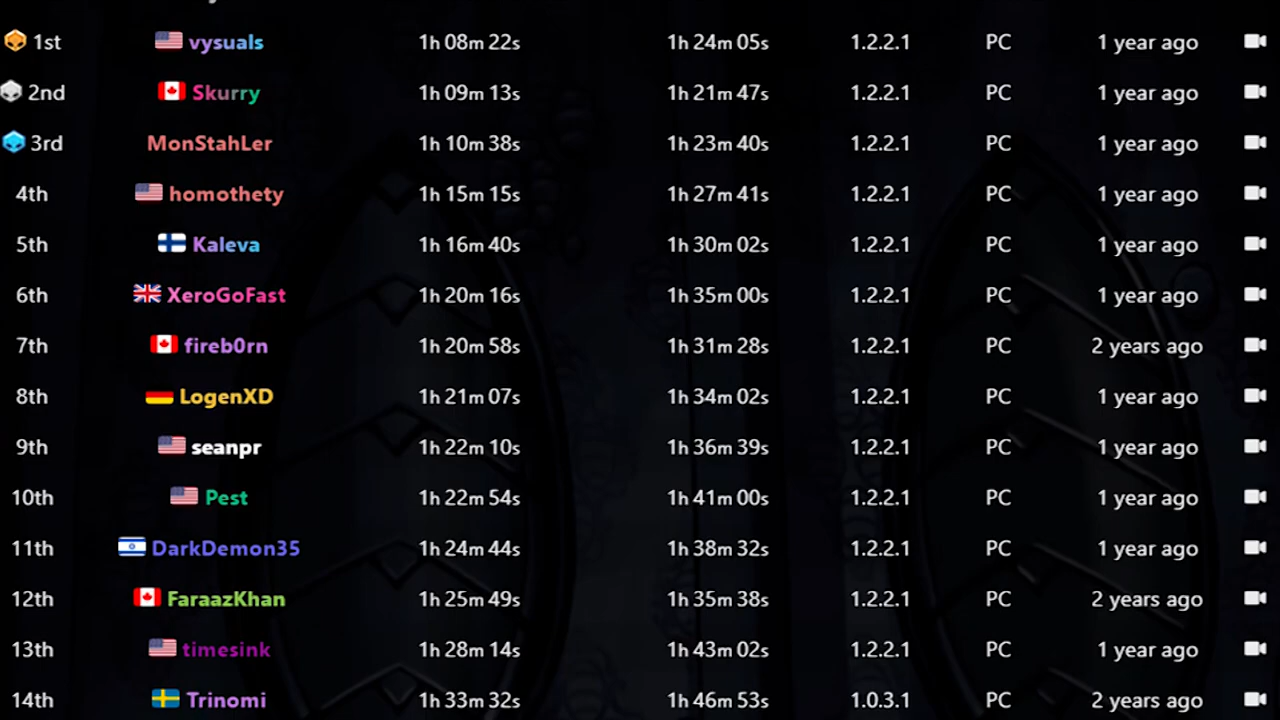 1st vysuals 1h 08m 22s 1h 24m 05s 1.2.2.1 PC 1 year ago
2nd Skurry 1h 09m 13s 1h 21m 47s 1.2.2.1 PC 1 year ago
3rd MonStahLer 1h 10m 38s 1h 23m 40s 1.2.2.1 PC 1 year ago
4th homothety 1h 15m 15s 1h 27m 41s 1.2.2.1 PC 1 year ago
5th Kaleva 1h 16m 40s 1h 30m 02s 1.2.2.1 PC 1 year ago
6th XeroGoFast 1h 20m 16s 1h 35m 00s 1.2.2.1 PC 1 year ago
7th fireb0rn 1h 20m 58s 1h 31m 28s 1.2.2.1 PC 2 years ago
8th LogenXD 1h 21m 07s 1h 34m 02s 1.2.2.1 PC 1 year ago
9th seanpr 1h 22m 10s 1h 36m 39s 1.2.2.1 PC 1 year ago
10th Pest 1h 22m 54s 1h 41m 00s 1.2.2.1 PC 1 year ago
11th DarkDemon35 1h 24m 44s 1h 38m 32s 1.2.2.1 PC 1 year ago
12th FaraazKhan 1h 25m 49s 1h 35m 38s 1.2.2.1 PC 2 years ago
13th timesink 1h 28m 14s 1h 43m 02s 1.2.2.1 PC 1 year ago
14th Trinomi 1h 33m 32s 1h 46m 53s 1.0.3.1 PC 2 years ago